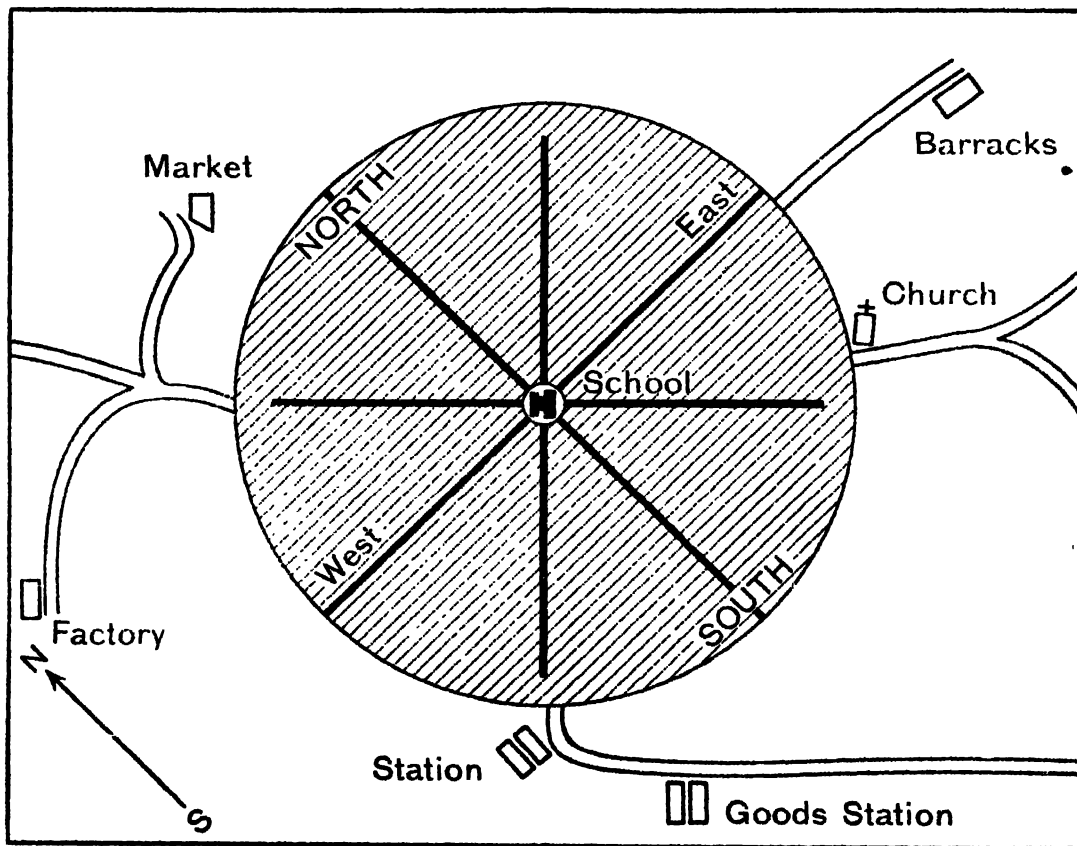 Barracks
Market
NORTH
East
Church
School
West
SOUTH
Factory
N
S
Station
Goods Station